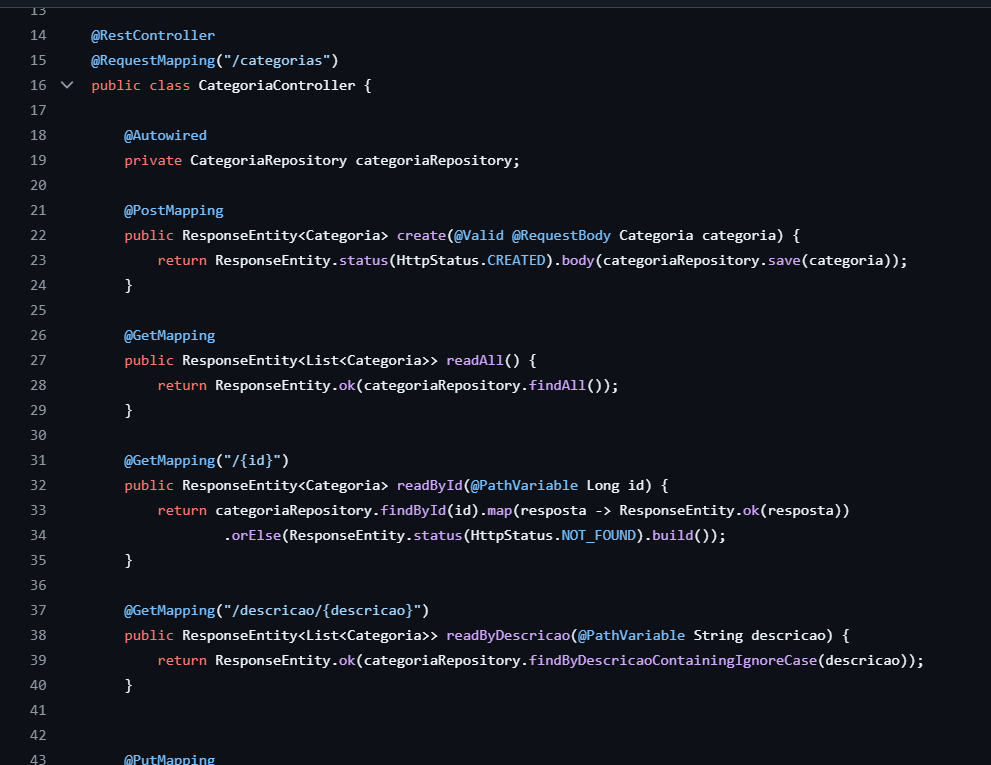 13
14 @RestController
15 @RequestMapping("/categorias")
16 public class CategoriaController {
17
18 @Autowired
19 private CategoriaRepository categoriaRepository;
20
21 @PostMapping
22 public ResponseEntity<Categoria> create(@Valid @RequestBody Categoria categoria) {
23 return ResponseEntity.status(HttpStatus.CREATED).body(categoriaRepository.save(categoria));
24 }
25
26 @GetMapping
27 public ResponseEntity<List<Categoria>> readAll() {
28 return ResponseEntity.ok(categoriaRepository.findAll());
29 }
30
31 @GetMapping("/{id}")
32 public ResponseEntity<Categoria> readById(@PathVariable Long id) {
33 return categoriaRepository.findById(id).map(resposta -> ResponseEntity.ok(resposta))
34 .orElse(ResponseEntity.status(HttpStatus.NOT_FOUND).build());
35 }
36
37 @GetMapping("/descricao/{descricao}")
38 public ResponseEntity<List<Categoria>> readByDescricao(@PathVariable String descricao) {
39 return ResponseEntity.ok(categoriaRepository.findByDescricaoContainingIgnoreCase(descricao));
40 }
41
42
43 @PutMapping